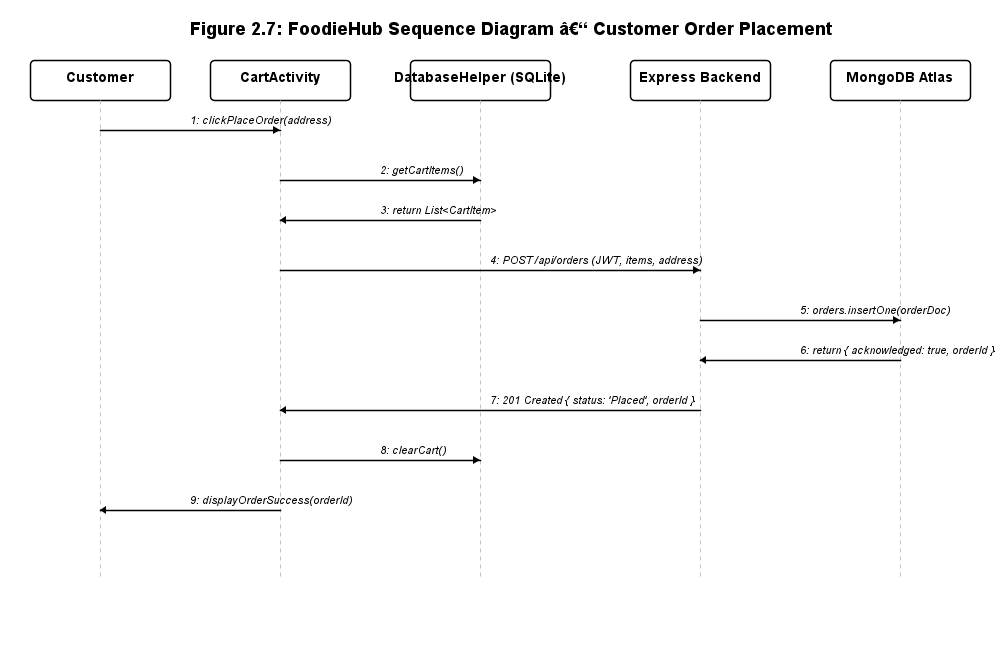 Figure 2.7: FoodieHub Sequence Diagram â€“ Customer Order Placement
Customer
CartActivity
DatabaseHelper (SQLite)
Express Backend
MongoDB Atlas
1: clickPlaceOrder(address)
2: getCartItems()
3: return List<CartItem>
4: POST /api/orders (JWT, items, address)
5: orders.insertOne(orderDoc)
6: return { acknowledged: true, orderId }
7: 201 Created { status: 'Placed', orderId }
8: clearCart()
9: displayOrderSuccess(orderId)